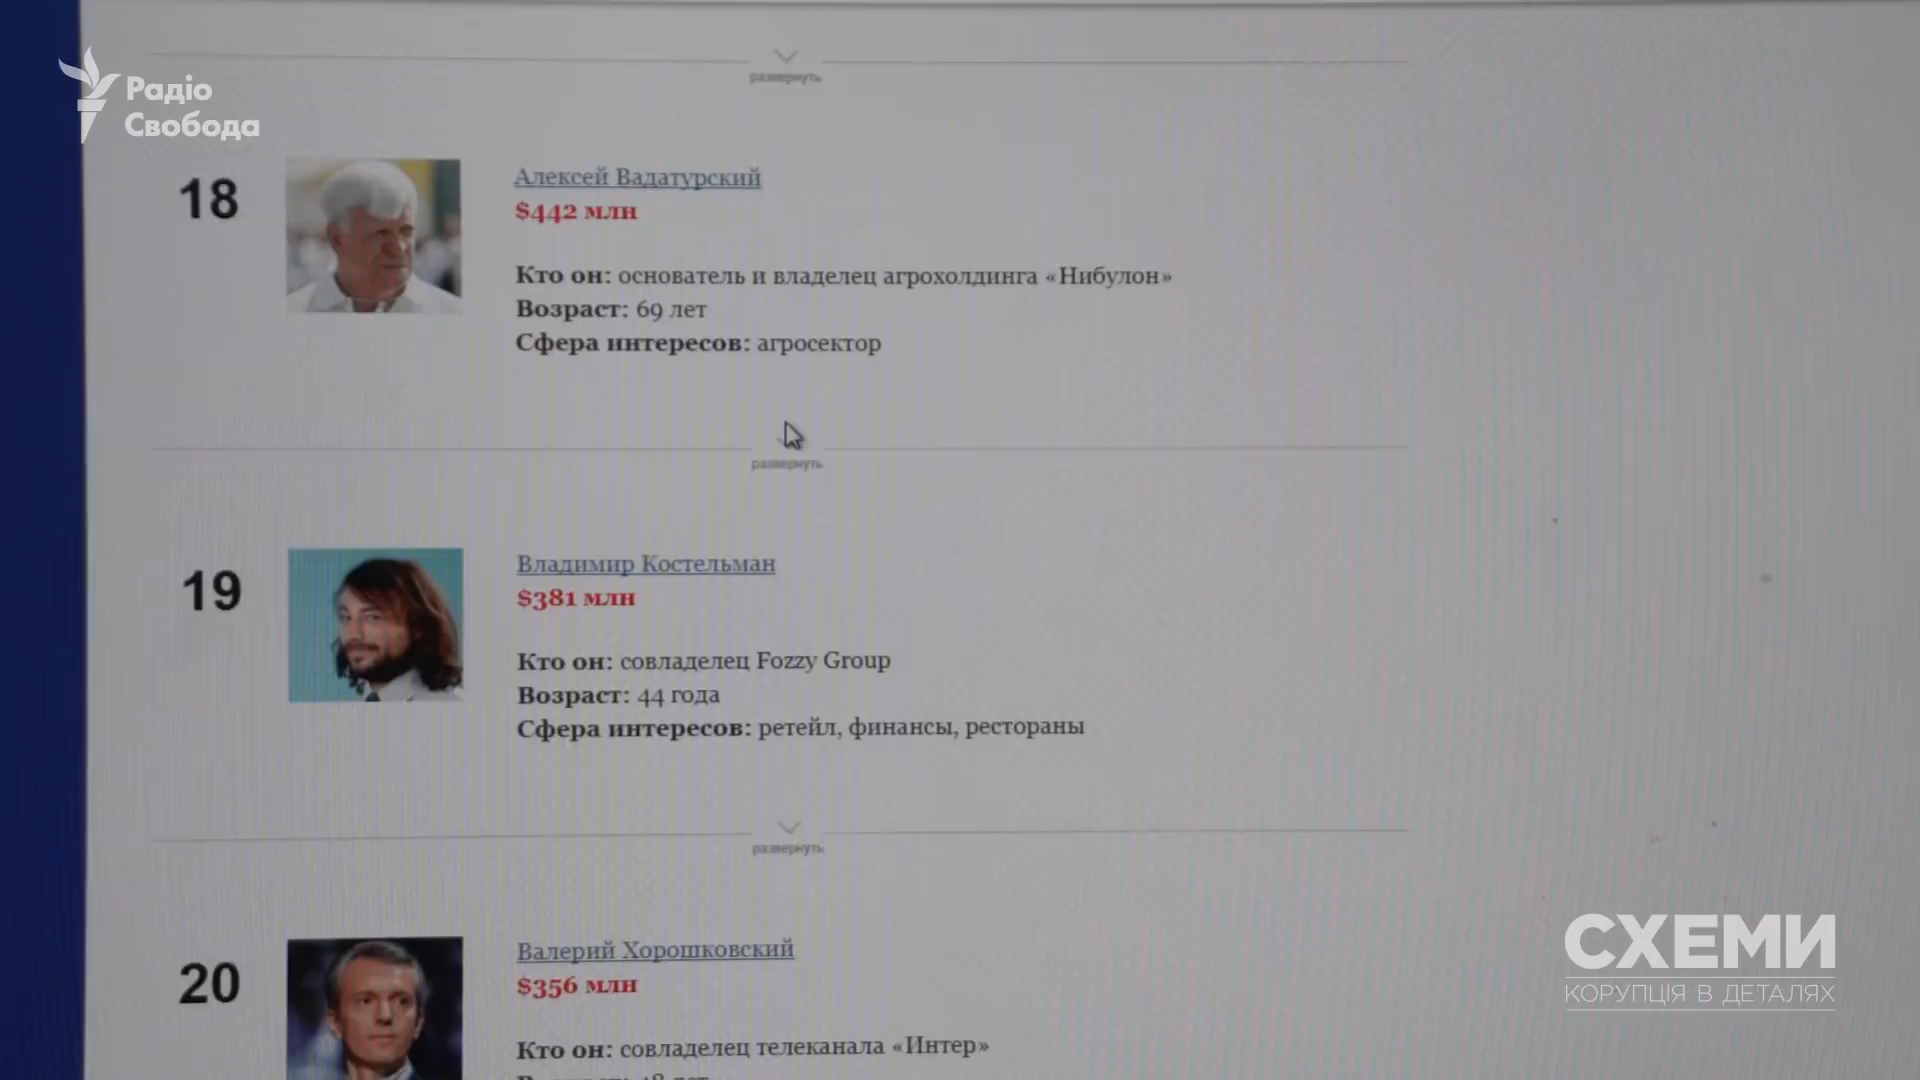 Радіо
Свобода
развернуть
18
Алексей Вадатурский
$442 млн
Кто он: основатель и владелец агрохолдинга «Нибулон»
Возраст: 69 лет
Сфера интересов: агросектор
развернуть
19
Владимир Костельман
$381 млн
Кто он: совладелец Fozzy Group
Возраст: 44 года
Сфера интересов: ретейл, финансы, рестораны
развернуть
20
Валерий Хорошковский
$356 млн
Кто он: совладелец телеканала «Интер»
СХЕМИ
КОРУПЦІЯ В ДЕТАЛЯХ